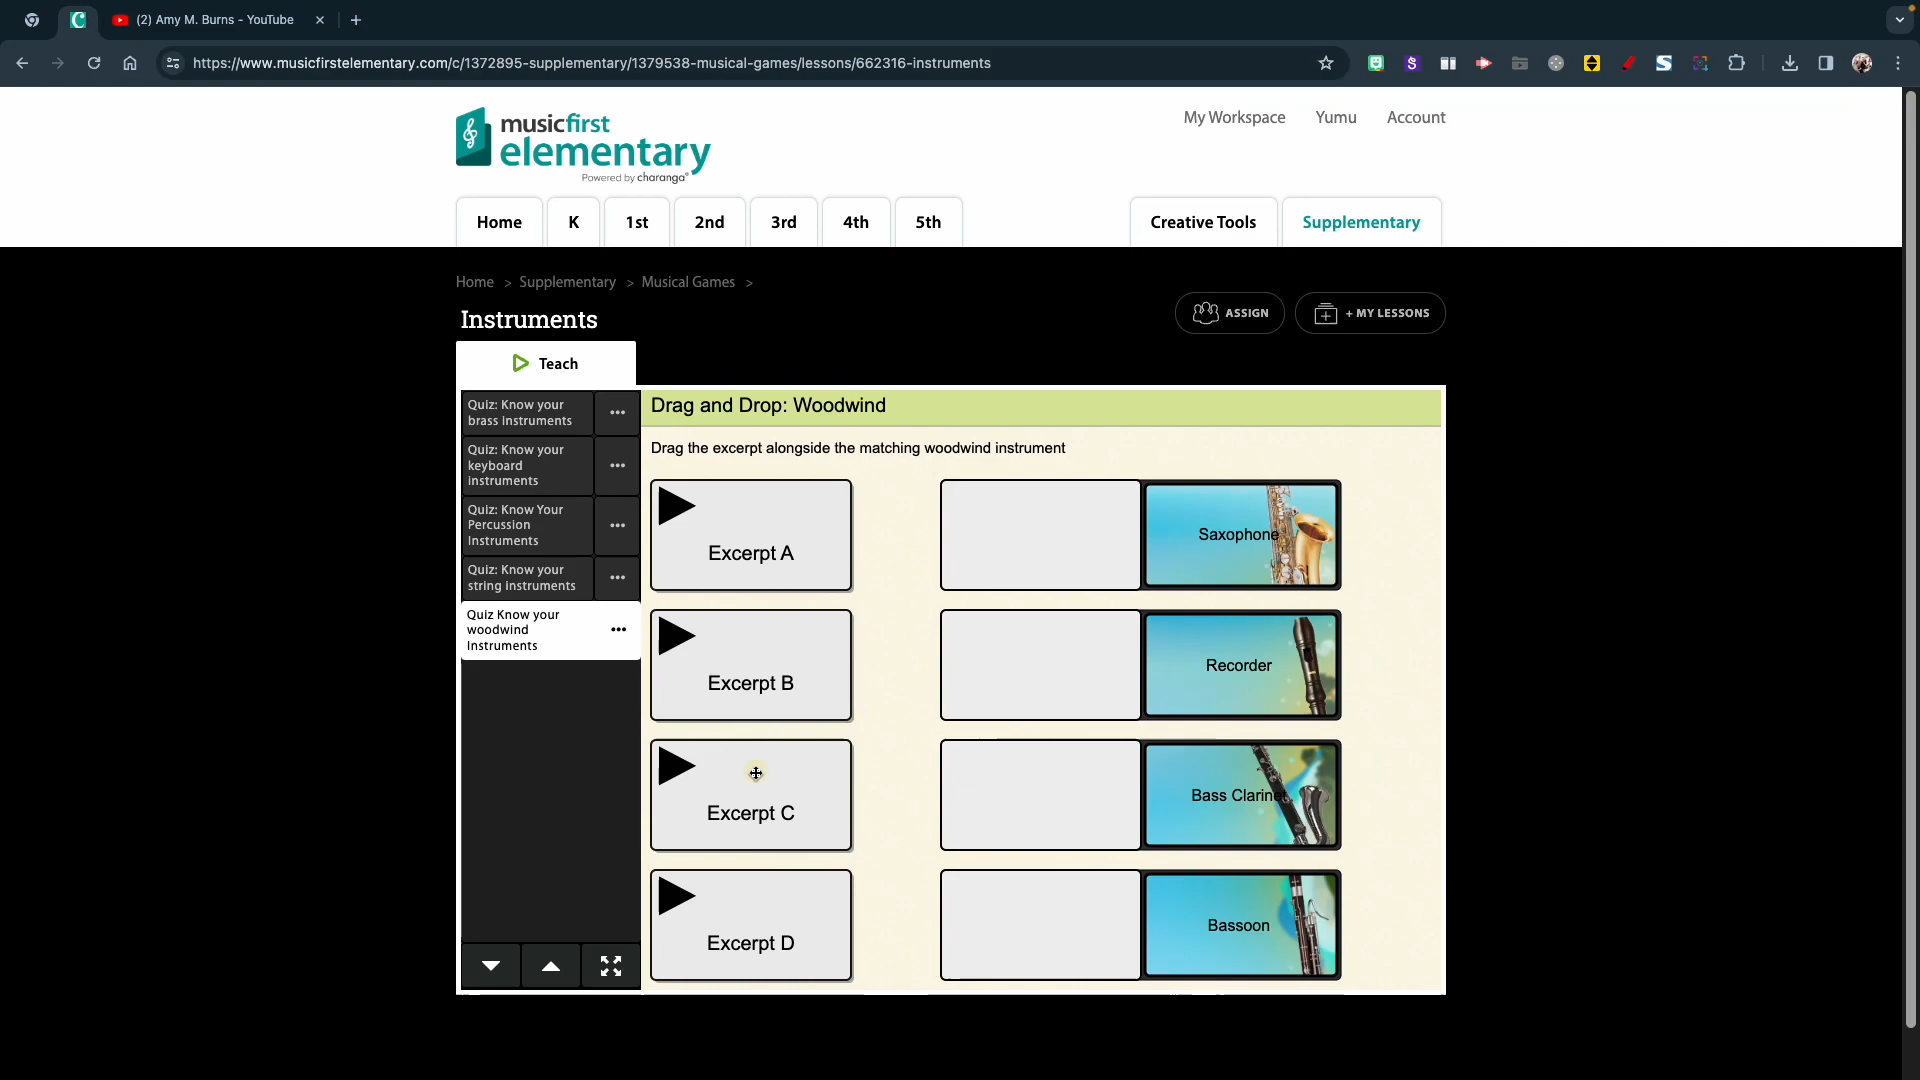 (2) Amy M. Burns - YouTube
https://www.musicfirstelementary.com/c/1372895-supplementary/1379538-musical-games/lessons/662316-instruments
My Workspace
Yumu
Account
musicfirst
elementary
Powered by charanga
Home
K
1st
2nd
3rd
4th
5th
Creative Tools
Supplementary
Home > Supplementary > Musical Games >
Instruments
ASSIGN
+ MY LESSONS
Teach
Quiz: Know your
brass instruments
Quiz: Know your
keyboard
instruments
Quiz: Know Your
Percussion
Instruments
Quiz: Know your
string instruments
Quiz Know your
woodwind
Instruments
Drag and Drop: Woodwind
Drag the excerpt alongside the matching woodwind instrument
Excerpt A
Saxophone
Excerpt B
Recorder
Excerpt C
Bass Clarinet
Excerpt D
Bassoon